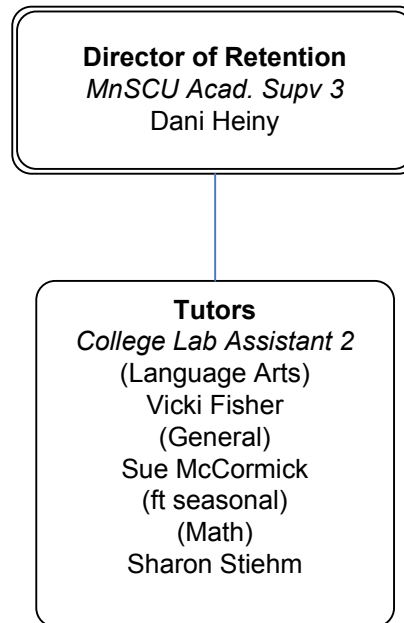 Director of Retention
MnSCU Acad. Supv 3
Dani Heiny
Tutors
College Lab Assistant 2
(Language Arts)
Vicki Fisher
(General)
Sue McCormick
(ft seasonal)
(Math)
Sharon Stiehm